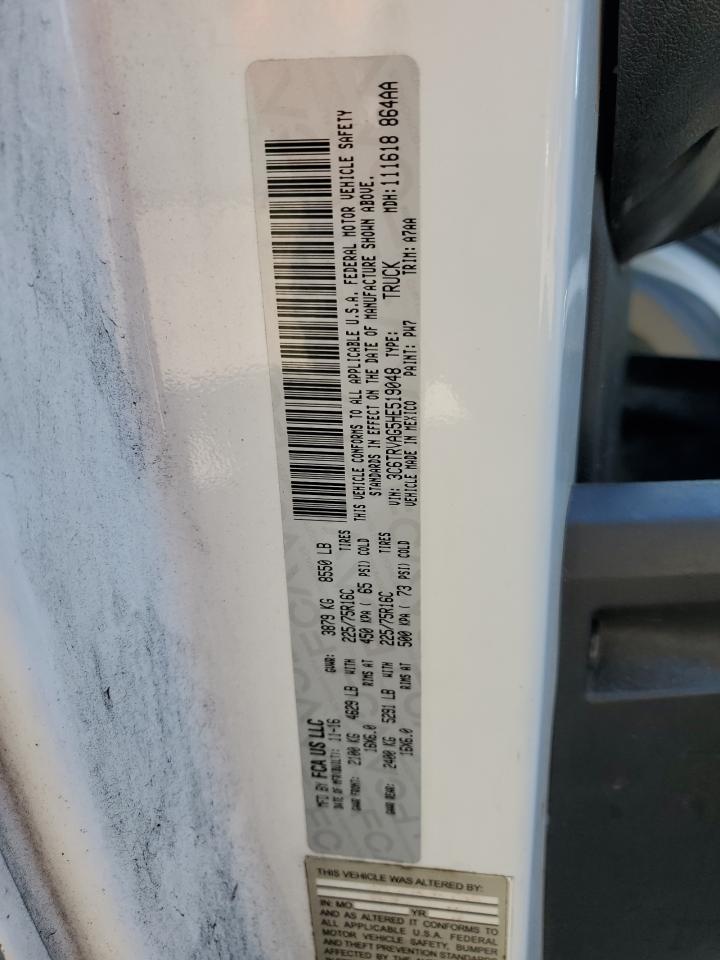 MFD BY FCA US LLC
DATE OF MFR(BUILT): 11-16 GVWR: 3879 KG 8550 LB
GAWR FRONT: 2100 KG 4629 LB WITH 225/75R16C TIRES
16X6.0 RIMS AT 450 KPA ( 65 PSI) COLD
GAWR REAR: 2400 KG 5291 LB WITH 225/75R16C TIRES
16X6.0 RIMS AT 500 KPA ( 73 PSI) COLD
THIS VEHICLE CONFORMS TO ALL APPLICABLE U.S.A. FEDERAL MOTOR VEHICLE SAFETY
STANDARDS IN EFFECT ON THE DATE OF MANUFACTURE SHOWN ABOVE.
VIN: 3C6TRVAG5HE519048 TYPE: TRUCK MDH:111618 864AA
VEHICLE MADE IN MEXICO PAINT: PW7 TRIM: A7AA
THIS VEHICLE WAS ALTERED BY:
IN: MO. YR.
AND AS ALTERED IT CONFORMS TO
ALL APPLICABLE U.S.A. FEDERAL
MOTOR VEHICLE SAFETY, BUMPER
AND THEFT PREVENTION STANDARDS
AFFECTED BY THE